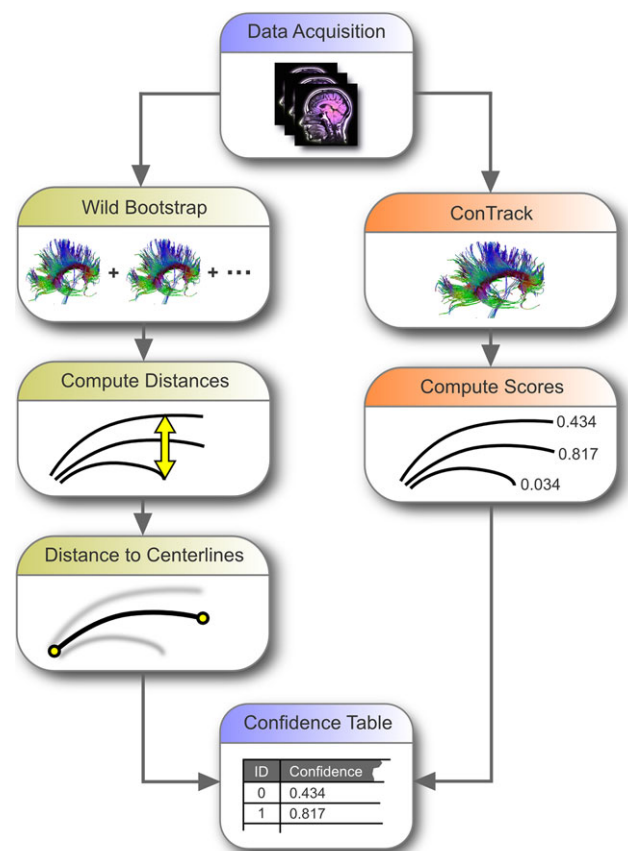 Data Acquisition
Wild Bootstrap
+ + ...
ConTrack
Compute Distances
Compute Scores
0.434
0.817
0.034
Distance to Centerlines
Confidence Table
ID Confidence
0 0.434
1 0.817